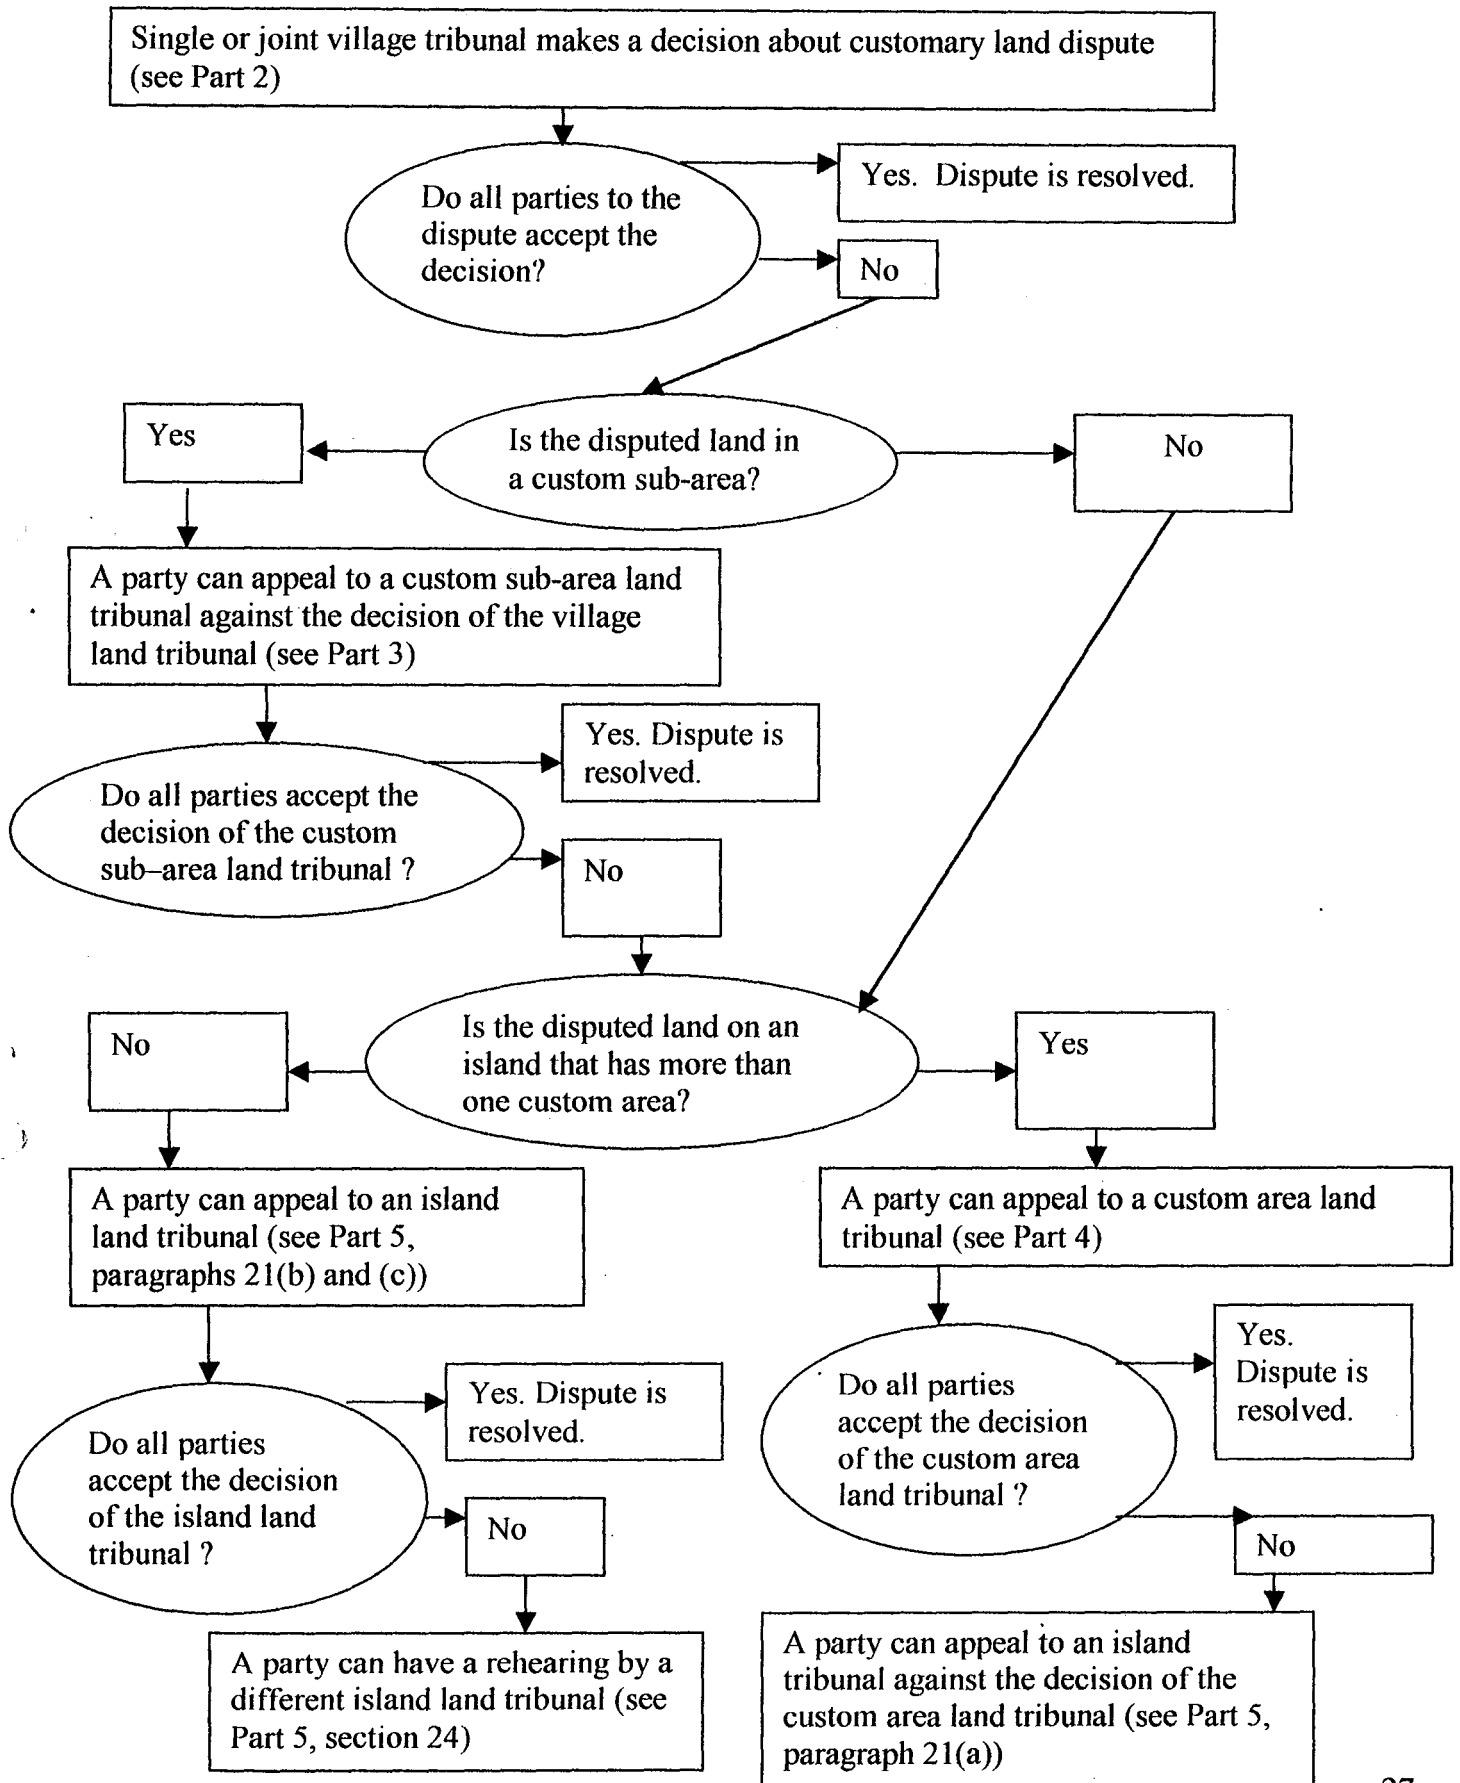 Single or joint village tribunal makes a decision about customary land dispute
(see Part 2)
Do all parties to the
dispute accept the
decision?
Yes.  Dispute is resolved.
No
Is the disputed land in
a custom sub-area?
Yes
No
A party can appeal to a custom sub-area land
tribunal against the decision of the village
land tribunal (see Part 3)
Do all parties accept the
decision of the custom
sub–area land tribunal ?
Yes. Dispute is
resolved.
No
Is the disputed land on an
island that has more than
one custom area?
No
Yes
A party can appeal to an island
land tribunal (see Part 5,
paragraphs 21(b) and (c))
A party can appeal to a custom area land
tribunal (see Part 4)
Do all parties
accept the decision
of the island land
tribunal ?
Yes. Dispute is
resolved.
No
Do all parties
accept the decision
of the custom area
land tribunal ?
Yes.
Dispute is
resolved.
No
A party can have a rehearing by a
different island land tribunal (see
Part 5, section 24)
A party can appeal to an island
tribunal against the decision of the
custom area land tribunal (see Part 5,
paragraph 21(a))